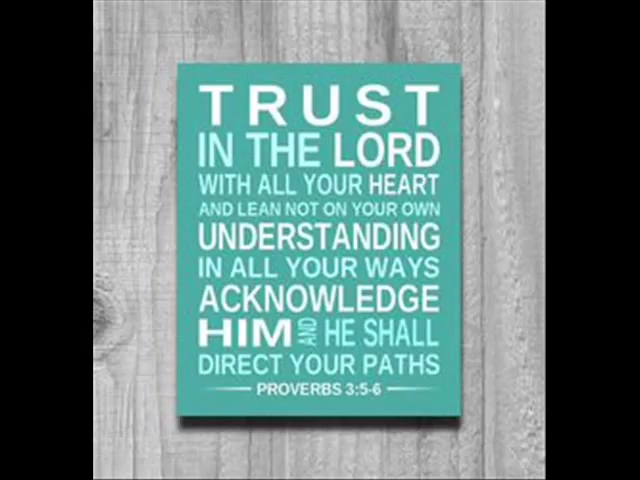 TRUST
IN THE LORD
WITH ALL YOUR HEART
AND LEAN NOT ON YOUR OWN
UNDERSTANDING
IN ALL YOUR WAYS
ACKNOWLEDGE
HIM AND HE SHALL
DIRECT YOUR PATHS
PROVERBS 3:5-6